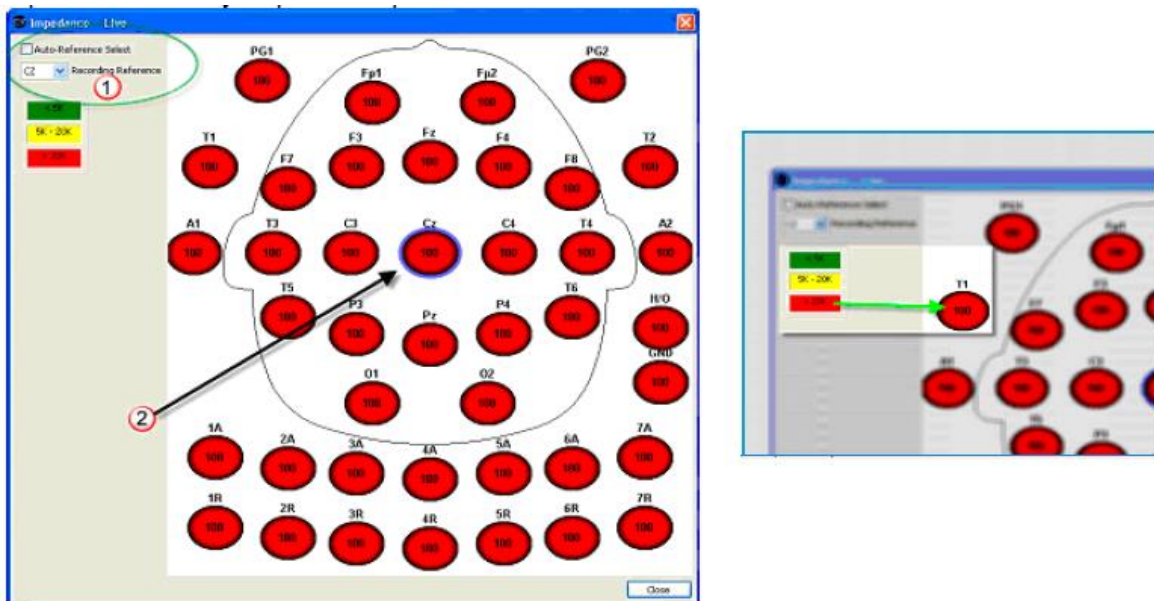 Impedance - Live
Auto-Reference Select
CZ Recording Reference
1
< 5K
5K - 20K
> 20K
PG1 PG2
100 100
Fp1 Fp2
100 100
T1 F7 F3 Fz F4 F8 T2
100 100 100 100 100 100 100
A1 T3 C3 Cz C4 T4 A2
100 100 100 100 100 100 100
T5 P3 Pz P4 T6 H/O
100 100 100 100 100 100
GND
100
O1 O2
100 100
2
1A 2A 3A 4A 5A 6A 7A
100 100 100 100 100 100 100
1R 2R 3R 4R 5R 6R 7R
100 100 100 100 100 100 100
Close
5K - 20K
T1
100